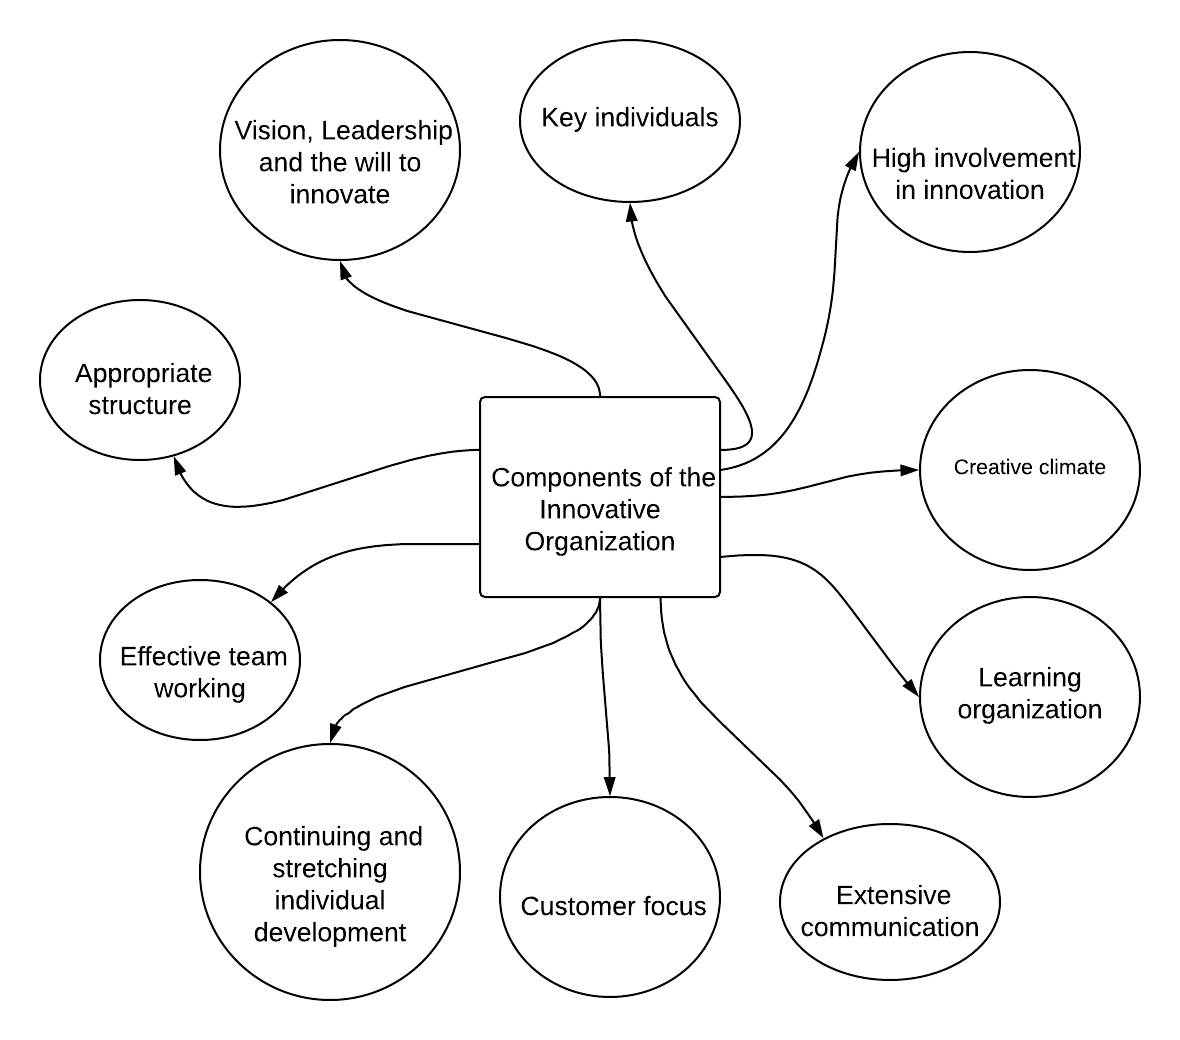 Vision, Leadership
and the will to
innovate
Key individuals
High involvement
in innovation
Appropriate
structure
Components of the
Innovative
Organization
Creative climate
Effective team
working
Learning
organization
Continuing and
stretching
individual
development
Customer focus
Extensive
communication